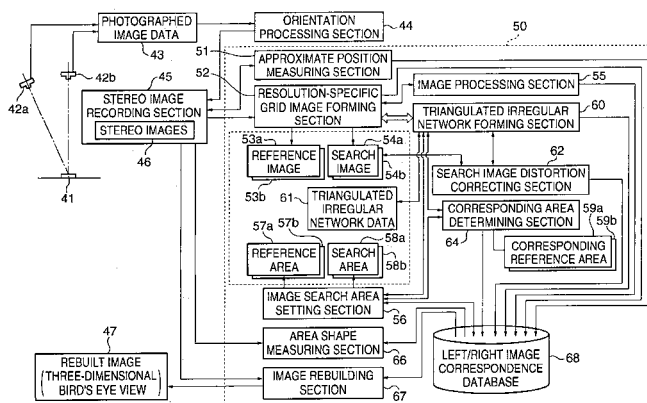 PHOTOGRAPHED
IMAGE DATA
43
ORIENTATION
PROCESSING SECTION
44
50
51
APPROXIMATE POSITION
MEASURING SECTION
42b
42a
45
STEREO IMAGE
RECORDING SECTION
STEREO IMAGES
46
41
52
RESOLUTION-SPECIFIC
GRID IMAGE FORMING
SECTION
IMAGE PROCESSING SECTION
55
TRIANGULATED IRREGULAR
NETWORK FORMING SECTION
60
53a
REFERENCE
IMAGE
53b
54a
SEARCH
IMAGE
54b
62
SEARCH IMAGE DISTORTION
CORRECTING SECTION
61
TRIANGULATED
IRREGULAR
NETWORK DATA
CORRESPONDING AREA
DETERMINING SECTION
64
59a
59b
CORRESPONDING
REFERENCE AREA
57a
57b
REFERENCE
AREA
58a
SEARCH
AREA
58b
IMAGE SEARCH AREA
SETTING SECTION
56
AREA SHAPE
MEASURING SECTION
66
LEFT/RIGHT IMAGE
CORRESPONDENCE
DATABASE
68
47
REBUILT IMAGE
(THREE-DIMENSIONAL
BIRD'S EYE VIEW)
IMAGE REBUILDING
SECTION
67